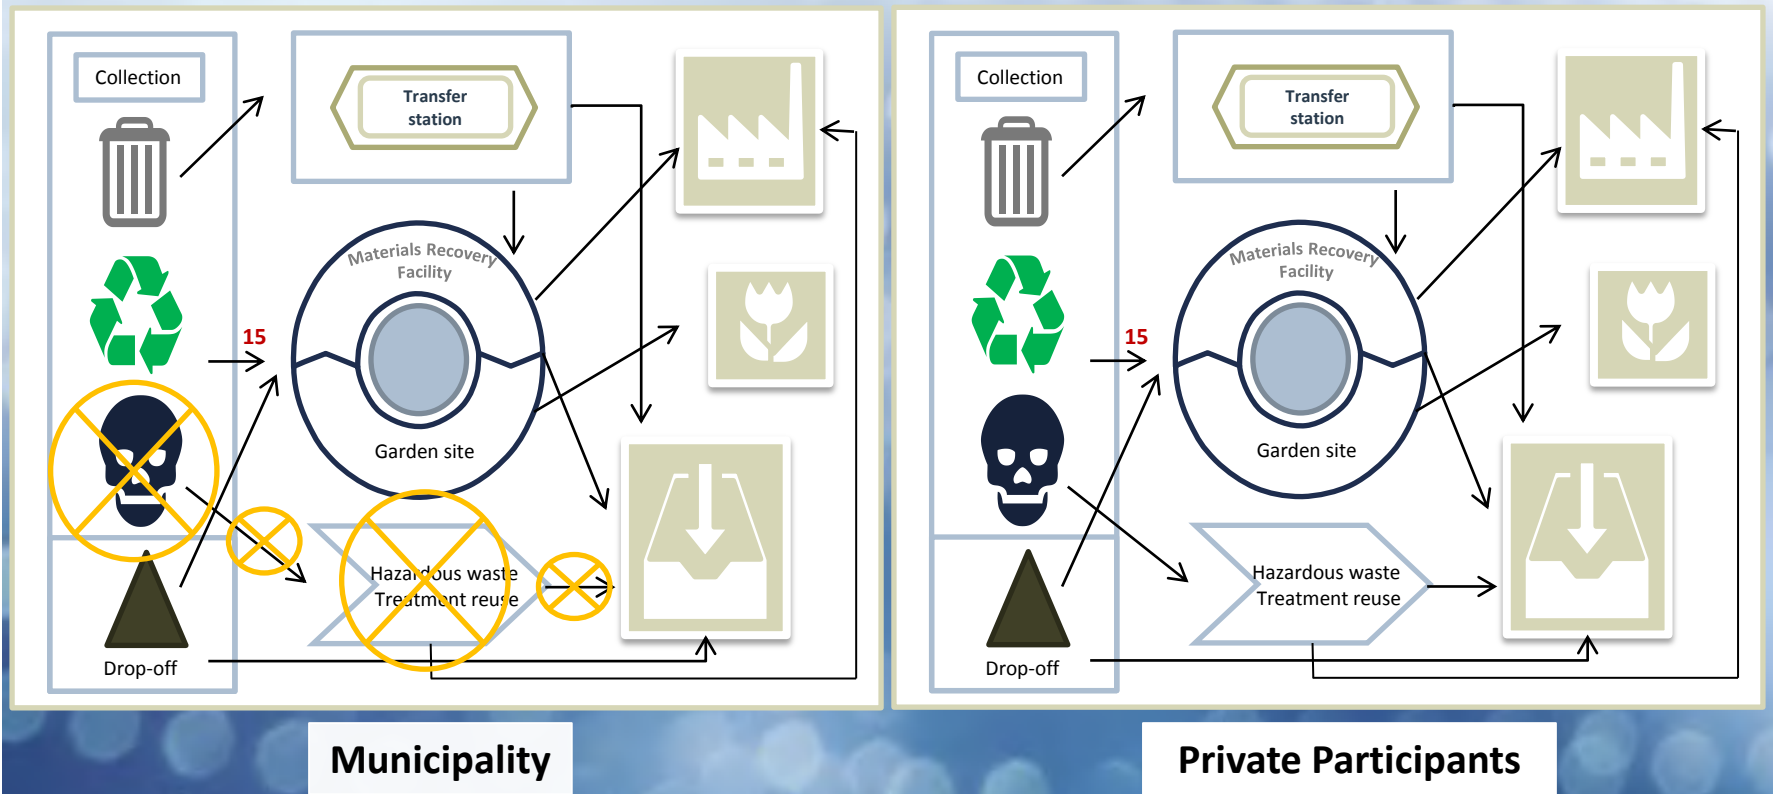 Collection
Transfer
station
Materials Recovery
Facility
15
Garden site
Hazardous waste
Treatment reuse
Drop-off
Municipality
Collection
Transfer
station
Materials Recovery
Facility
15
Garden site
Hazardous waste
Treatment reuse
Drop-off
Private Participants